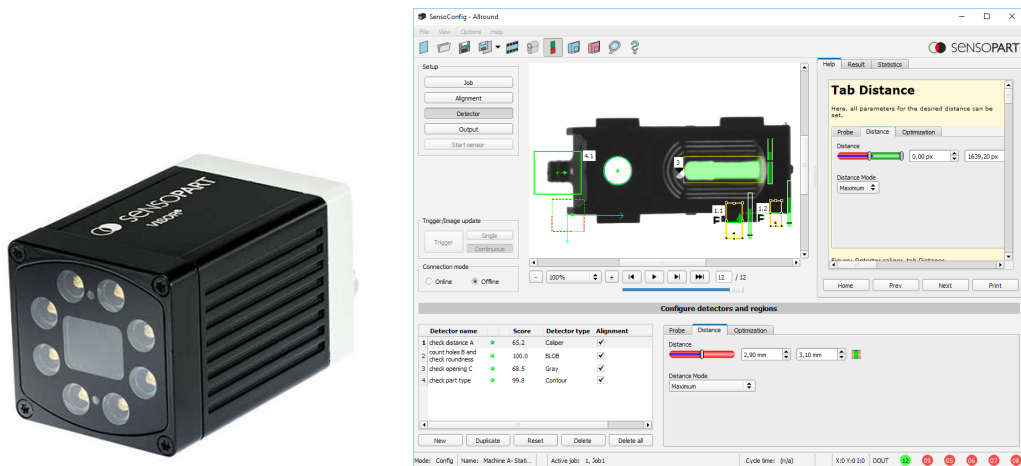 SENSOPART
VISOR®
SensoConfig - Allround
File View Options Help
SENSOPART
Setup
Job
Alignment
Detector
Output
Start sensor
Trigger/Image update
Trigger
Single
Continuous
Connection mode
Online
Offline
4.1
3
1.1
1.2
- 100% + 12 / 12
Help Result Statistics
Tab Distance
Here, all parameters for the desired distance can be
set.
Probe Distance Optimization
Distance
0,00 px 1639,20 px
Distance Mode
Maximum
Home Prev Next Print
Configure detectors and regions
Detector name Score Detector type Alignment
1 check distance A 65.2 Caliper
2 count holes B and
check roundness 100.0 BLOB
3 check opening C 68.5 Gray
4 check part type 99.8 Contour
New Duplicate Reset Delete Delete all
Probe Distance Optimization
Distance
2,90 mm 3,10 mm
Distance Mode
Maximum
Mode: Config Name: Machine A-Stati... Active job: 1, Job1 Cycle time: (n/a) X:0 Y:0 I:0 DOUT 12 09 05 06 07 08